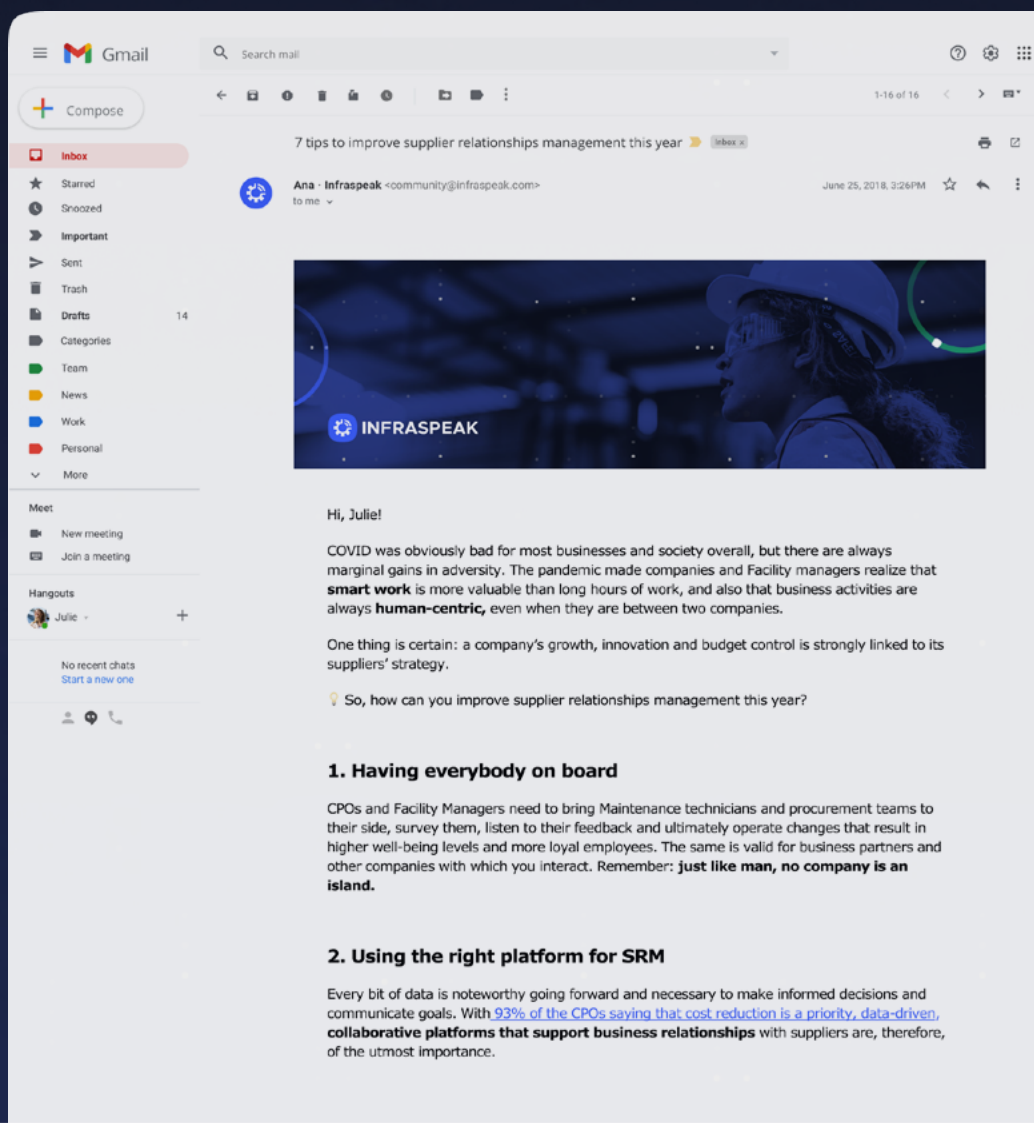 Gmail
Search mail
Compose
1-16 of 16
Inbox
Starred
Snoozed
Important
Sent
Trash
Drafts 14
Categories
Team
News
Work
Personal
More
Meet
New meeting
Join a meeting
Hangouts
Julie
No recent chats
Start a new one
7 tips to improve supplier relationships management this year Inbox x
Ana · Infraspeak <community@infraspeak.com> June 25, 2018, 3:26PM
to me
INFRASPEAK
Hi, Julie!
COVID was obviously bad for most businesses and society overall, but there are always
marginal gains in adversity. The pandemic made companies and Facility managers realize that
smart work is more valuable than long hours of work, and also that business activities are
always human-centric, even when they are between two companies.
One thing is certain: a company's growth, innovation and budget control is strongly linked to its
suppliers' strategy.
So, how can you improve supplier relationships management this year?
1. Having everybody on board
CPOs and Facility Managers need to bring Maintenance technicians and procurement teams to
their side, survey them, listen to their feedback and ultimately operate changes that result in
higher well-being levels and more loyal employees. The same is valid for business partners and
other companies with which you interact. Remember: just like man, no company is an
island.
2. Using the right platform for SRM
Every bit of data is noteworthy going forward and necessary to make informed decisions and
communicate goals. With 93% of the CPOs saying that cost reduction is a priority, data-driven,
collaborative platforms that support business relationships with suppliers are, therefore,
of the utmost importance.